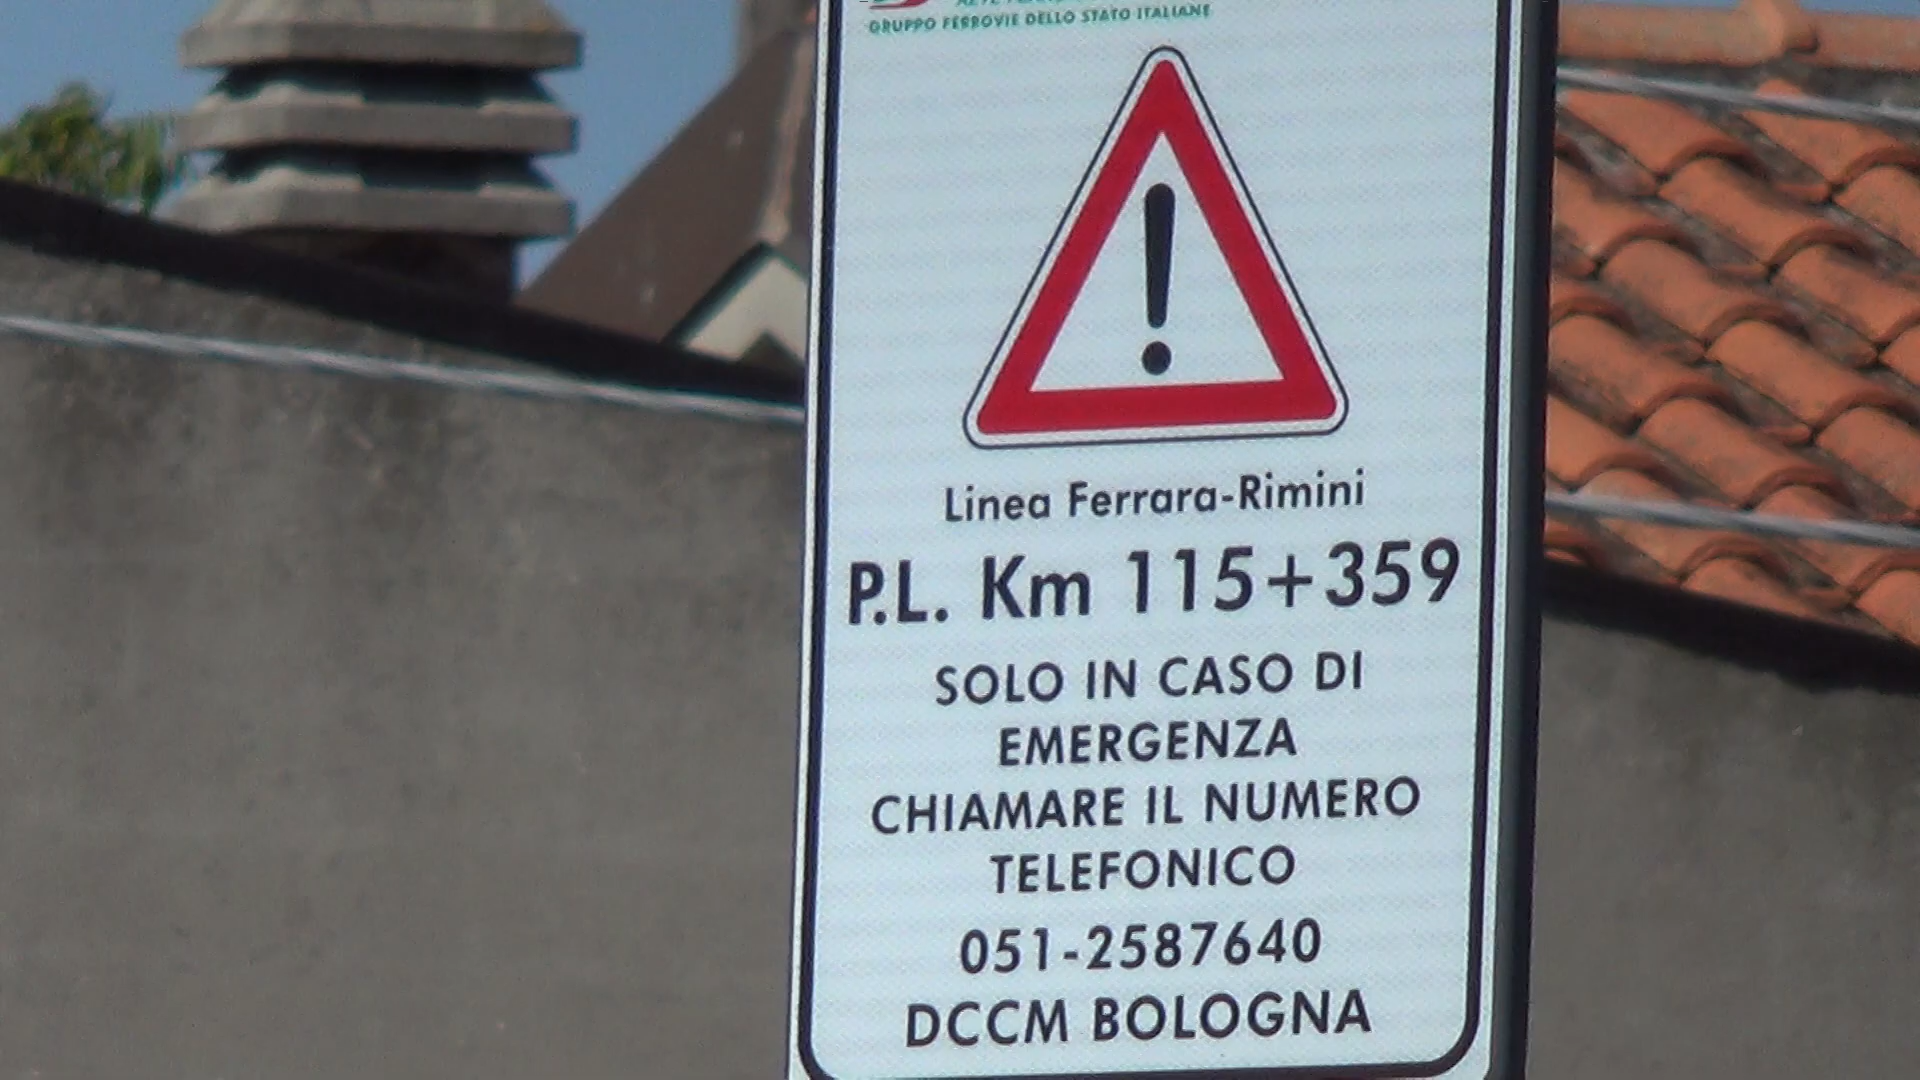 GRUPPO FERROVIE DELLO STATO ITALIANE
Linea Ferrara-Rimini
P.L. Km 115+359
SOLO IN CASO DI
EMERGENZA
CHIAMARE IL NUMERO
TELEFONICO
051-2587640
DCCM BOLOGNA